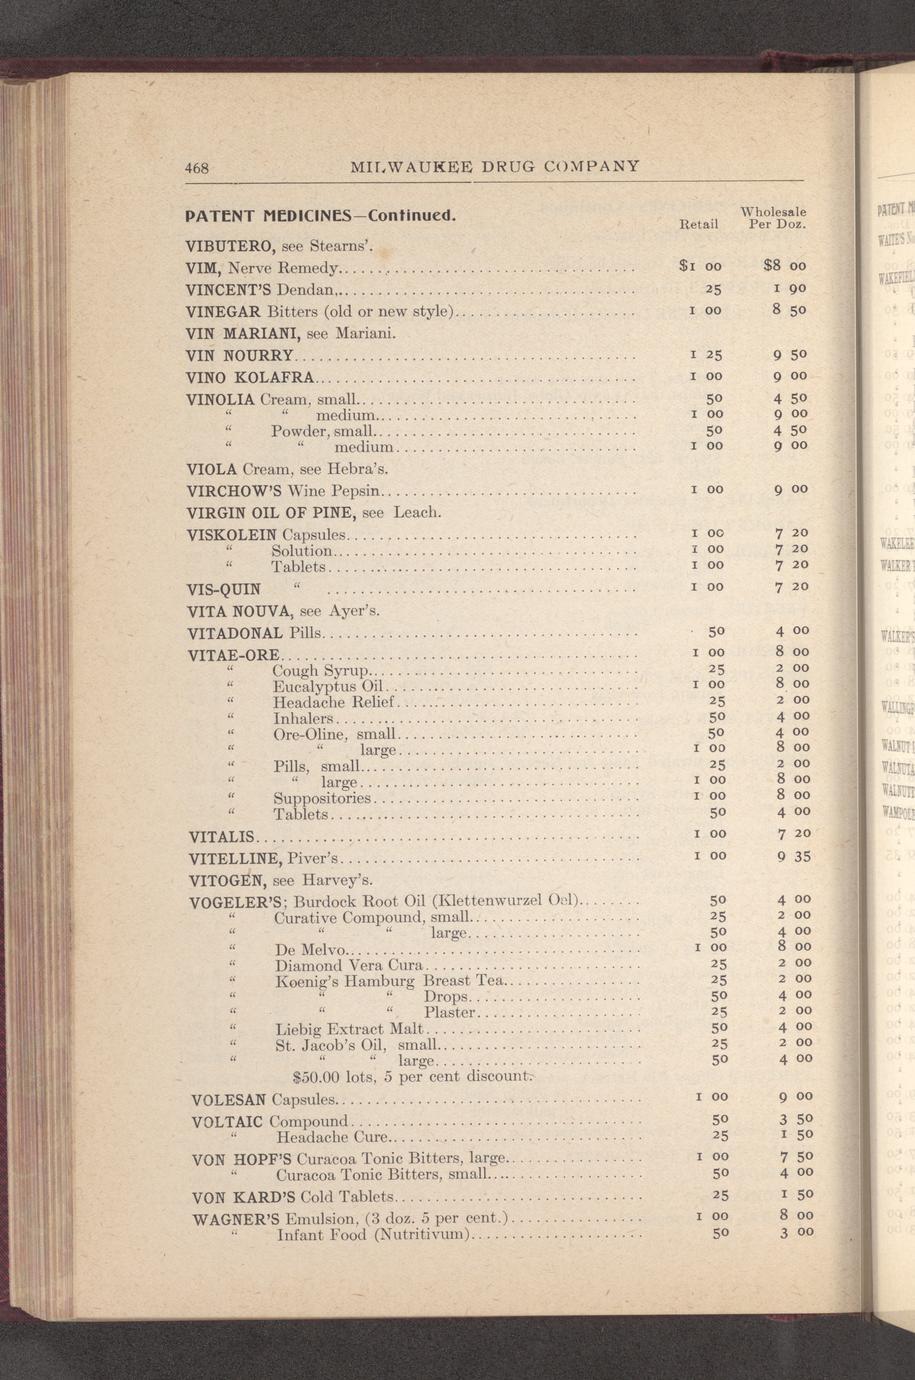 468 MILWAUKEE DRUG COMPANY
PATENT MEDICINES—Continued.
Retail Wholesale Per Doz.
VIBUTERO, see Stearns'.
VIM, Nerve Remedy. $1 00 $8 00
VINCENT'S Dendan, 25 1 90
VINEGAR Bitters (old or new style) 1 00 8 50
VIN MARIANI, see Mariani.
VIN NOURRY 1 25 9 50
VINO KOLAFRA 1 00 9 00
VINOLIA Cream, small 50 4 50
" " medium 1 00 9 00
" Powder, small 50 4 50
" " medium 1 00 9 00
VIOLA Cream, see Hebra's.
VIRCHOW'S Wine Pepsin 1 00 9 00
VIRGIN OIL OF PINE, see Leach.
VISKOLEIN Capsules 1 00 7 20
" Solution 1 00 7 20
" Tablets 1 00 7 20
VIS-QUIN " 1 00 7 20
VITA NOUVA, see Ayer's.
VITADONAL Pills 50 4 00
VITAE-ORE 1 00 8 00
" Cough Syrup 25 2 00
" Eucalyptus Oil 1 00 8 00
" Headache Relief 25 2 00
" Inhalers 50 4 00
" Ore-Oline, small 50 4 00
" " large 1 00 8 00
" Pills, small 25 2 00
" " large 1 00 8 00
" Suppositories 1 00 8 00
" Tablets 50 4 00
VITALIS 1 00 7 20
VITELLINE, Piver's 1 00 9 35
VITOGEN, see Harvey's.
VOGELER'S; Burdock Root Oil (Klettenwurzel Oel) 50 4 00
" Curative Compound, small 25 2 00
" " " large 50 4 00
" De Melvo 1 00 8 00
" Diamond Vera Cura 25 2 00
" Koenig's Hamburg Breast Tea 25 2 00
" " " Drops 50 4 00
" " " Plaster 25 2 00
" Liebig Extract Malt 50 4 00
" St. Jacob's Oil, small 25 2 00
" " " large 50 4 00
$50.00 lots, 5 per cent discount.
VOLESAN Capsules 1 00 9 00
VOLTAIC Compound 50 3 50
" Headache Cure 25 1 50
VON HOPF'S Curacoa Tonic Bitters, large 1 00 7 50
" Curacoa Tonic Bitters, small 50 4 00
VON KARD'S Cold Tablets 25 1 50
WAGNER'S Emulsion, (3 doz. 5 per cent.) 1 00 8 00
" Infant Food (Nutritivum) 50 3 00